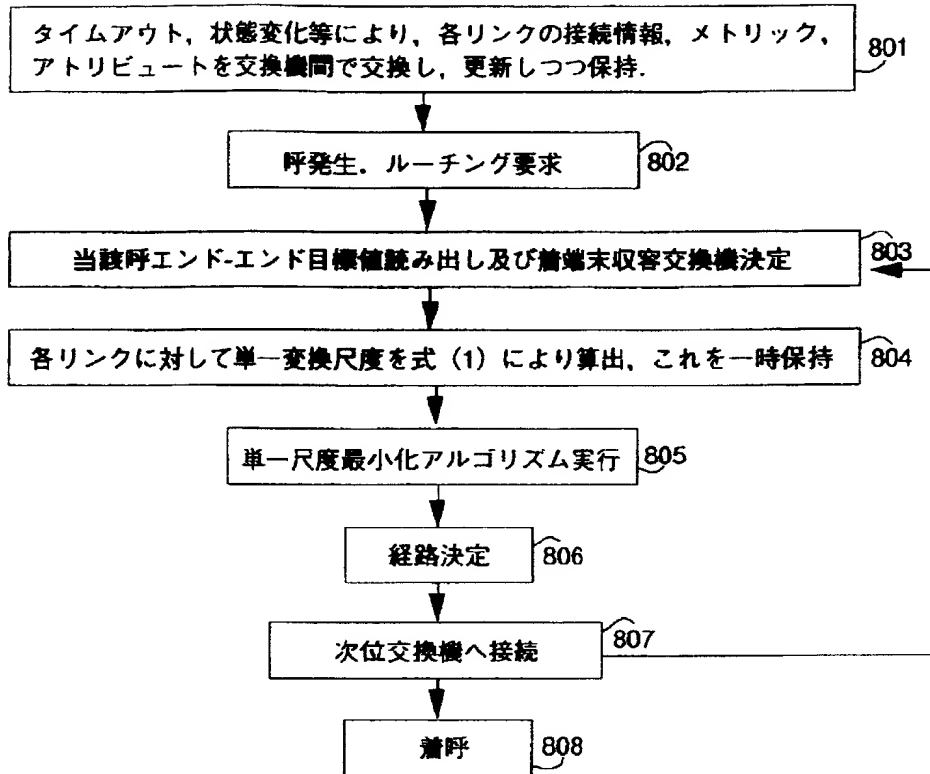 タイムアウト，状態変化等により，各リンクの接続情報，メトリック，
アトリビュートを交換機間で交換し，更新しつつ保持.
801
呼発生．ルーチング要求
802
当該呼エンド-エンド目標値読み出し及び着端末収容交換機決定
803
各リンクに対して単一変換尺度を式（1）により算出，これを一時保持
804
単一尺度最小化アルゴリズム実行
805
経路決定
806
次位交換機へ接続
807
着呼
808